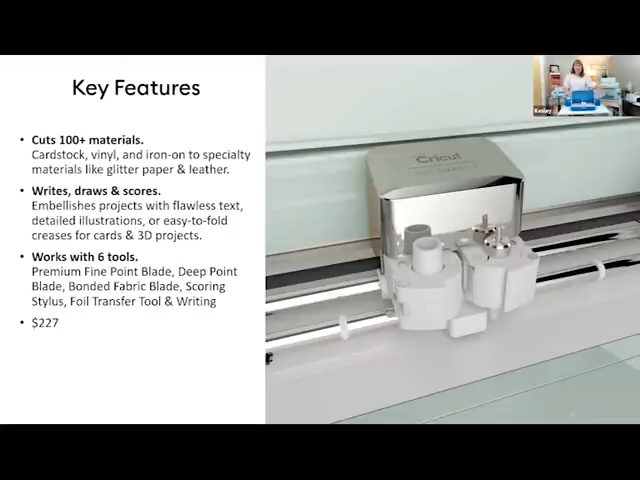 Key Features
• Cuts 100+ materials.
Cardstock, vinyl, and iron-on to specialty
materials like glitter paper & leather.
• Writes, draws & scores.
Embellishes projects with flawless text,
detailed illustrations, or easy-to-fold
creases for cards & 3D projects.
• Works with 6 tools.
Premium Fine Point Blade, Deep Point
Blade, Bonded Fabric Blade, Scoring
Stylus, Foil Transfer Tool & Writing
• $227
Cricut